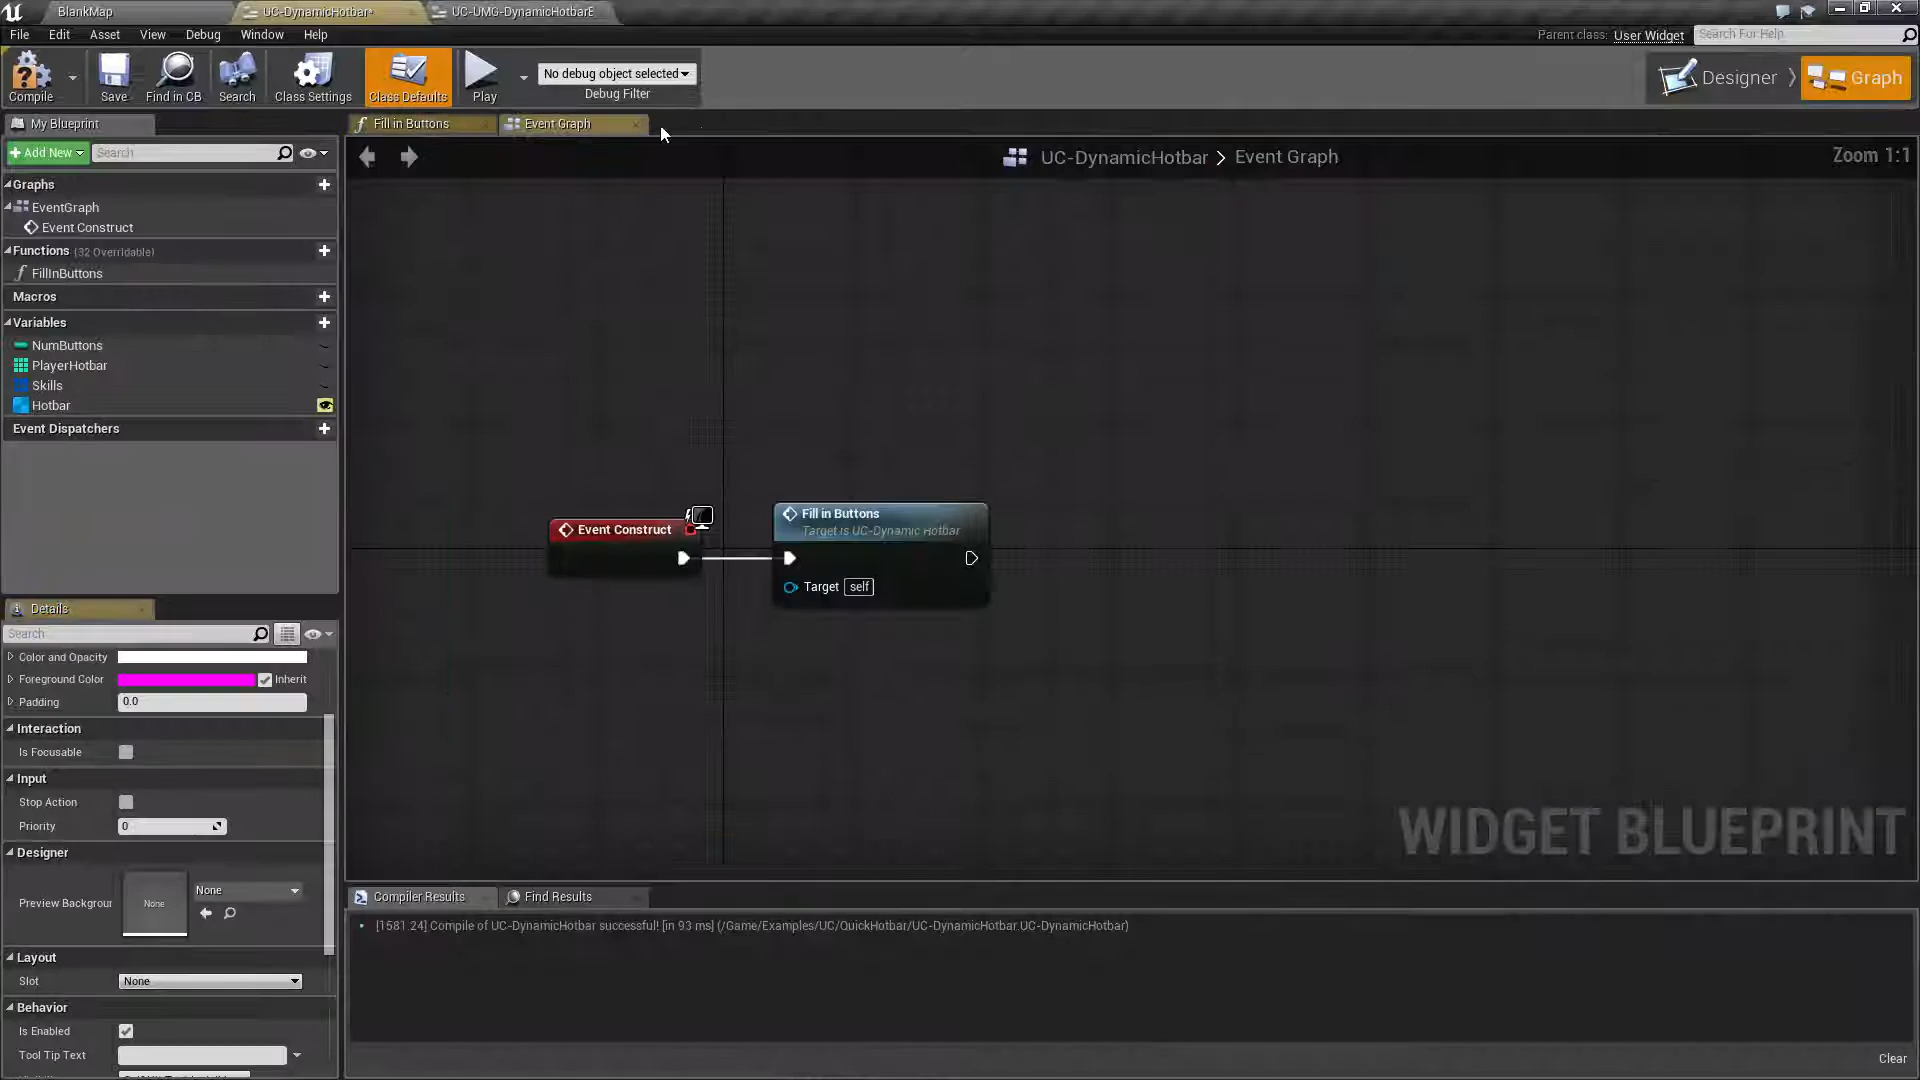 BlankMap
UC-DynamicHotbar*
UC-UMG-DynamicHotbarE
File Edit Asset View Debug Window Help
Parent class: User Widget
Search For Help
Compile
Save
Find in CB
Search
Class Settings
Class Defaults
Play
No debug object selected
Debug Filter
Designer
Graph
My Blueprint
Fill in Buttons
Event Graph
Add New
Search
UC-DynamicHotbar > Event Graph
Zoom 1:1
Graphs
EventGraph
Event Construct
Functions (32 Overridable)
FillInButtons
Macros
Variables
NumButtons
PlayerHotbar
Skills
Hotbar
Event Dispatchers
Event Construct
Fill in Buttons
Target is UC-Dynamic Hotbar
Target self
Details
Search
Color and Opacity
Foreground Color
Inherit
Padding
0.0
Interaction
Is Focusable
Input
Stop Action
Priority
0
Designer
Preview Backgrour
None
None
Layout
Slot
None
Behavior
Is Enabled
Tool Tip Text
WIDGET BLUEPRINT
Compiler Results
Find Results
[1581.24] Compile of UC-DynamicHotbar successful! [in 93 ms] (/Game/Examples/UC/QuickHotbar/UC-DynamicHotbar.UC-DynamicHotbar)
Clear